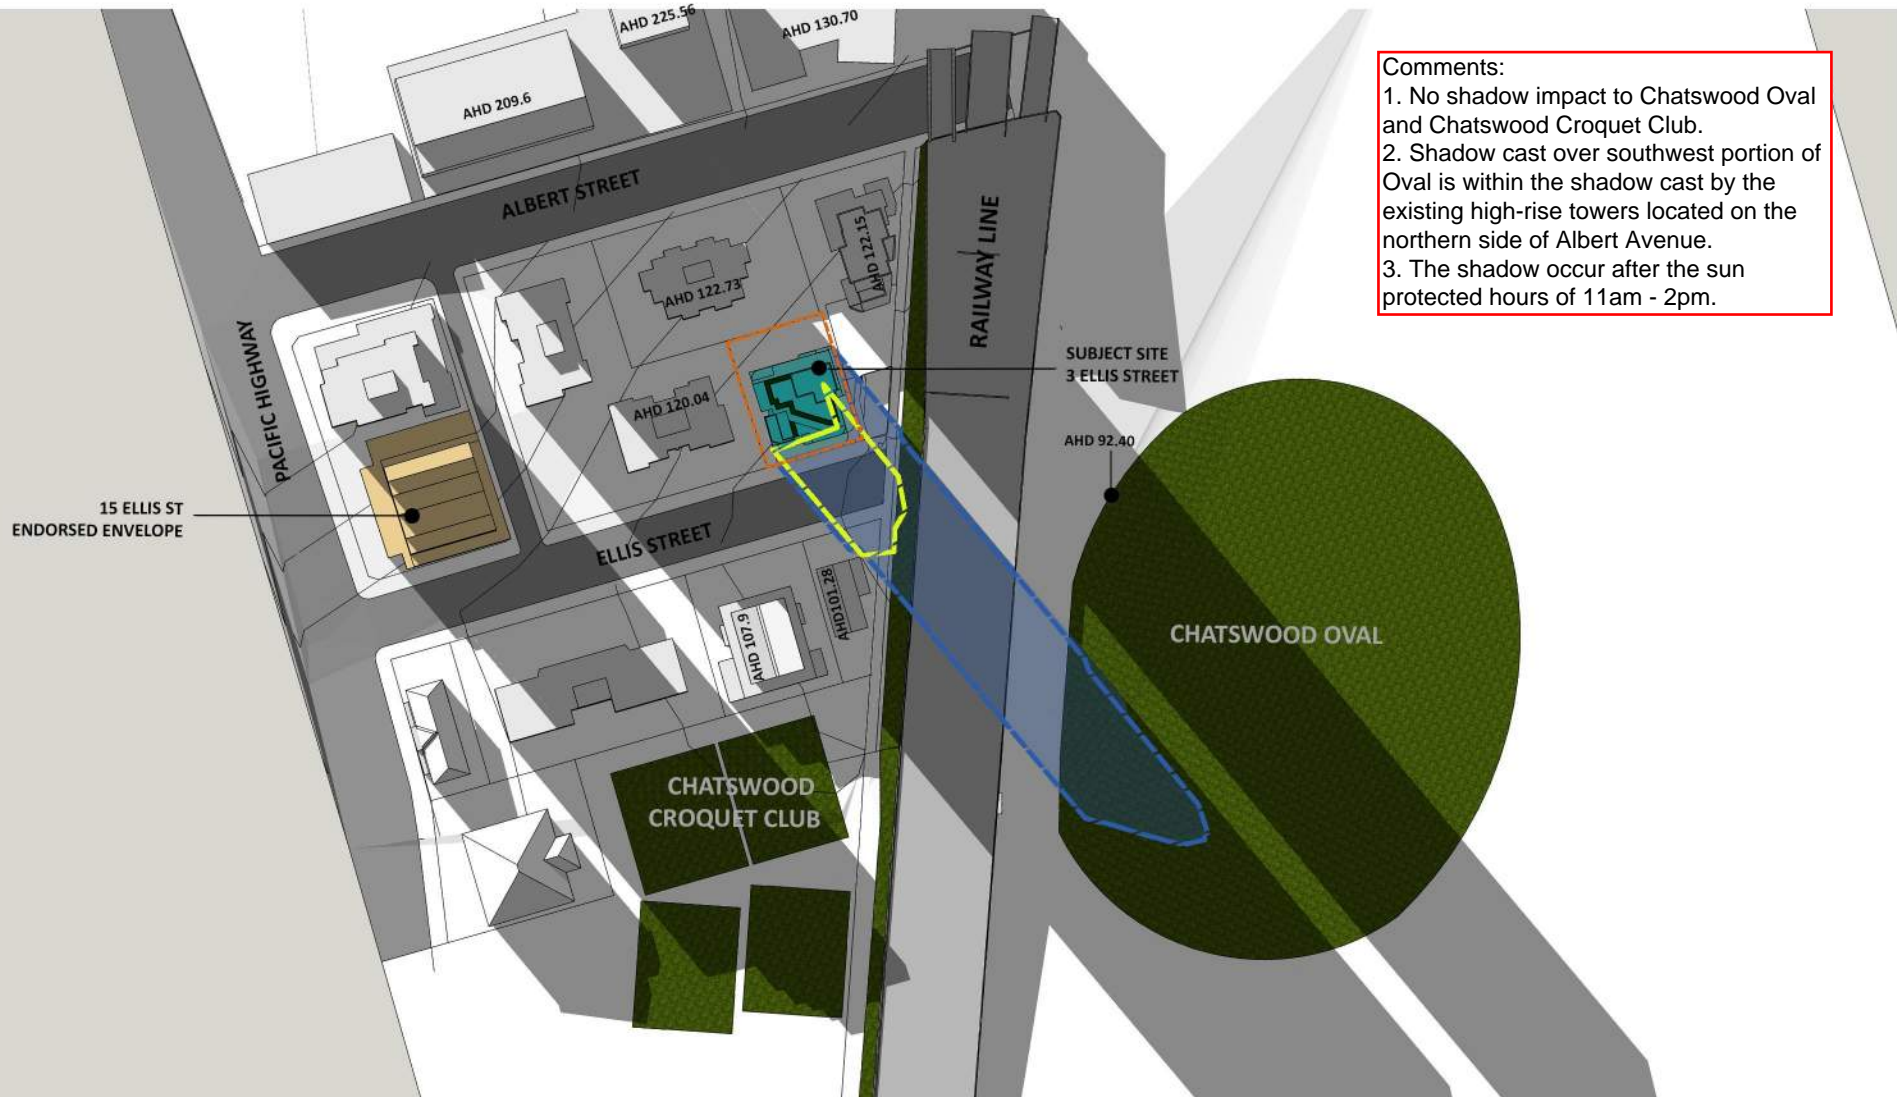 AHD 225.56
AHD 130.70
AHD 209.6
Comments:
1. No shadow impact to Chatswood Oval
and Chatswood Croquet Club.
2. Shadow cast over southwest portion of
Oval is within the shadow cast by the
existing high-rise towers located on the
northern side of Albert Avenue.
3. The shadow occur after the sun
protected hours of 11am - 2pm.
ALBERT STREET
AHD 122.15
RAILWAY LINE
AHD 122.73
PACIFIC HIGHWAY
SUBJECT SITE
3 ELLIS STREET
AHD 120.04
AHD 92.40
15 ELLIS ST
ENDORSED ENVELOPE
ELLIS STREET
AHD101.28
AHD 107.9
CHATSWOOD OVAL
CHATSWOOD
CROQUET CLUB